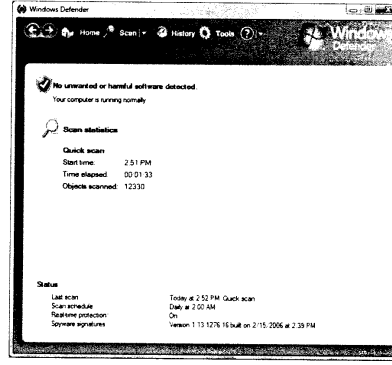 Windows Defender
Home Scan History Tools
Windows
Defender
No unwanted or harmful software detected.
Your computer is running normally.
Scan statistics
Quick scan
Start time: 2:51 PM
Time elapsed: 00:01:33
Objects scanned: 12330
Status
Last scan: Today at 2:52 PM. Quick scan
Scan schedule: Daily at 2:00 AM
Real-time protection: On
Spyware signatures: Version 1.13.1276.16 built on 2/15/2006 at 2:39 PM